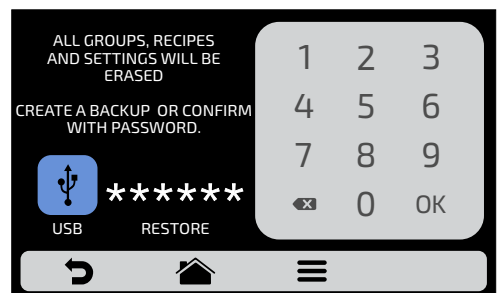 ALL GROUPS, RECIPES
AND SETTINGS WILL BE
ERASED
CREATE A BACKUP OR CONFIRM
WITH PASSWORD.
******
USB
RESTORE
1 2 3
4 5 6
7 8 9
0 OK